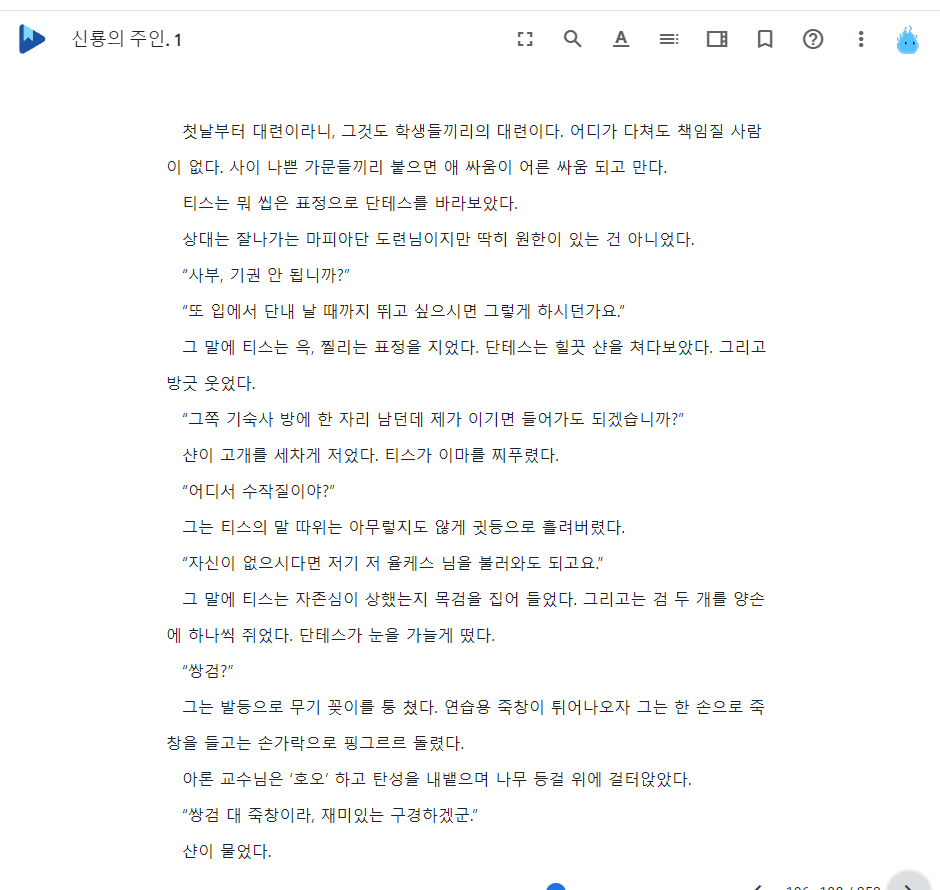 신룡의 주인. 1
첫날부터 대련이라니, 그것도 학생들끼리의 대련이다. 어디가 다쳐도 책임질 사람
이 없다. 사이 나쁜 가문들끼리 붙으면 애 싸움이 어른 싸움 되고 만다.
티스는 뭐 씹은 표정으로 단테스를 바라보았다.
상대는 잘나가는 마피아단 도련님이지만 딱히 원한이 있는 건 아니었다.
“사부, 기권 안 됩니까?”
“또 입에서 단내 날 때까지 뛰고 싶으시면 그렇게 하시던가요.”
그 말에 티스는 윽, 찔리는 표정을 지었다. 단테스는 힐끗 샨을 쳐다보았다. 그리고
방긋 웃었다.
“그쪽 기숙사 방에 한 자리 남던데 제가 이기면 들어가도 되겠습니까?”
샨이 고개를 세차게 저었다. 티스가 이마를 찌푸렸다.
“어디서 수작질이야?”
그는 티스의 말 따위는 아무렇지도 않게 귓등으로 흘려버렸다.
“자신이 없으시다면 저기 저 율케스 님을 불러와도 되고요.”
그 말에 티스는 자존심이 상했는지 목검을 집어 들었다. 그리고는 검 두 개를 양손
에 하나씩 쥐었다. 단테스가 눈을 가늘게 떴다.
“쌍검?”
그는 발등으로 무기 꽂이를 퉁 쳤다. 연습용 죽창이 튀어나오자 그는 한 손으로 죽
창을 들고는 손가락으로 핑그르르 돌렸다.
아론 교수님은 ‘호오’ 하고 탄성을 내뱉으며 나무 등걸 위에 걸터앉았다.
“쌍검 대 죽창이라, 재미있는 구경하겠군.”
샨이 물었다.